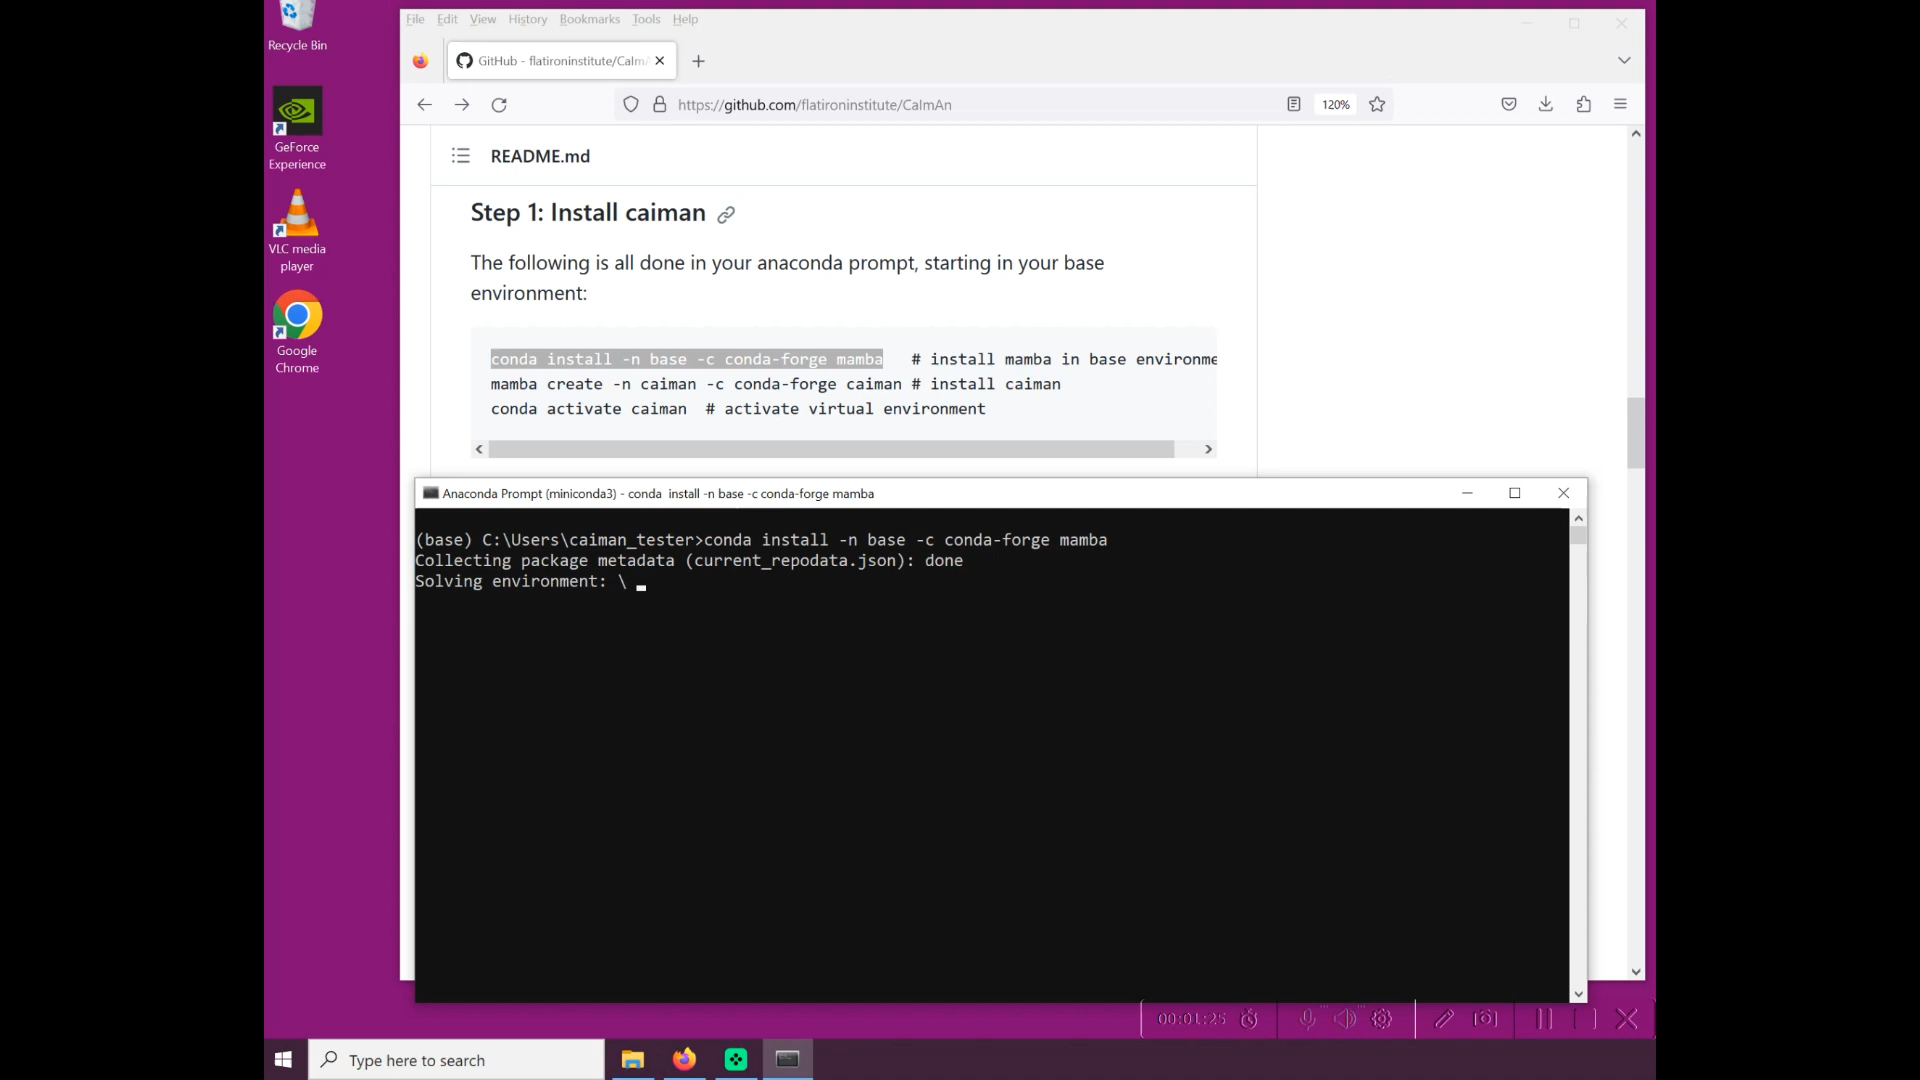 Recycle Bin
GeForce
Experience
VLC media
player
Google
Chrome
File Edit View History Bookmarks Tools Help
GitHub - flatironinstitute/CaImA
https://github.com/flatironinstitute/CaImAn
120%
README.md
Step 1: Install caiman
The following is all done in your anaconda prompt, starting in your base
environment:
conda install -n base -c conda-forge mamba # install mamba in base environme
mamba create -n caiman -c conda-forge caiman # install caiman
conda activate caiman # activate virtual environment
Anaconda Prompt (miniconda3) - conda install -n base -c conda-forge mamba
(base) C:\Users\caiman_tester>conda install -n base -c conda-forge mamba
Collecting package metadata (current_repodata.json): done
Solving environment: \
00:01:25
Type here to search